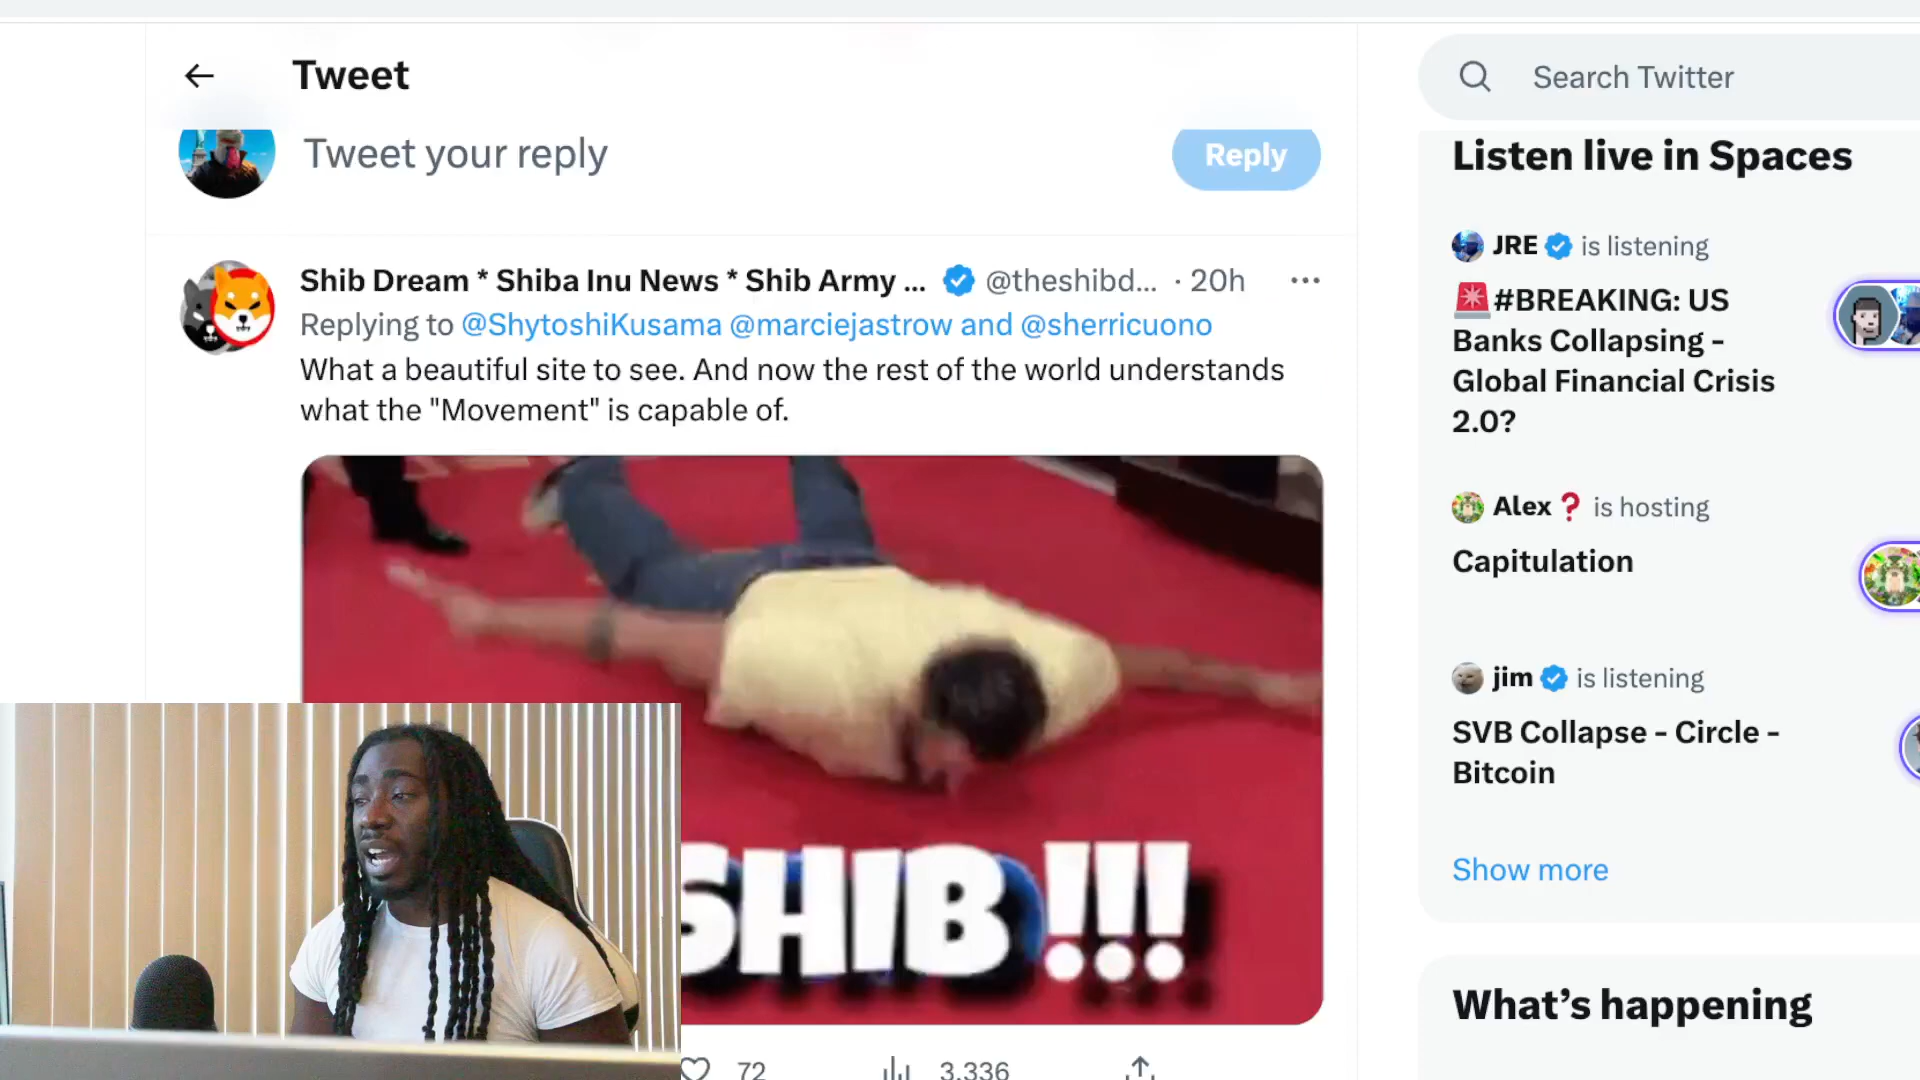 Tweet
Search Twitter
Tweet your reply
Reply
Shib Dream * Shiba Inu News * Shib Army ... @theshibd... · 20h
Replying to @ShytoshiKusama @marciejastrow and @sherricuono
What a beautiful site to see. And now the rest of the world understands
what the "Movement" is capable of.
SHIB !!!
72 3,336
Listen live in Spaces
JRE is listening
🚨#BREAKING: US
Banks Collapsing -
Global Financial Crisis
2.0?
Alex❓ is hosting
Capitulation
jim is listening
SVB Collapse - Circle -
Bitcoin
Show more
What’s happening